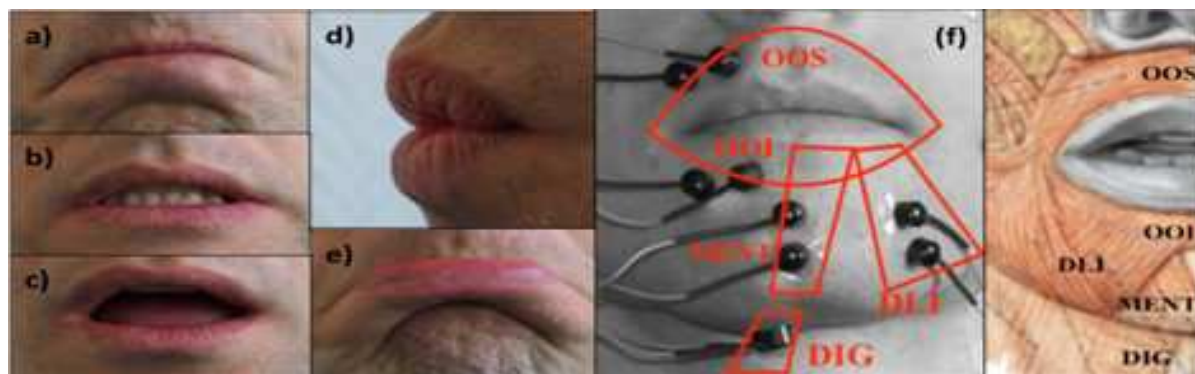 a)
b)
c)
d)
e)
(f)
OOS
OOI
MENT
DLI
DIG
OOS
OOI
DLI
MENT
DIG